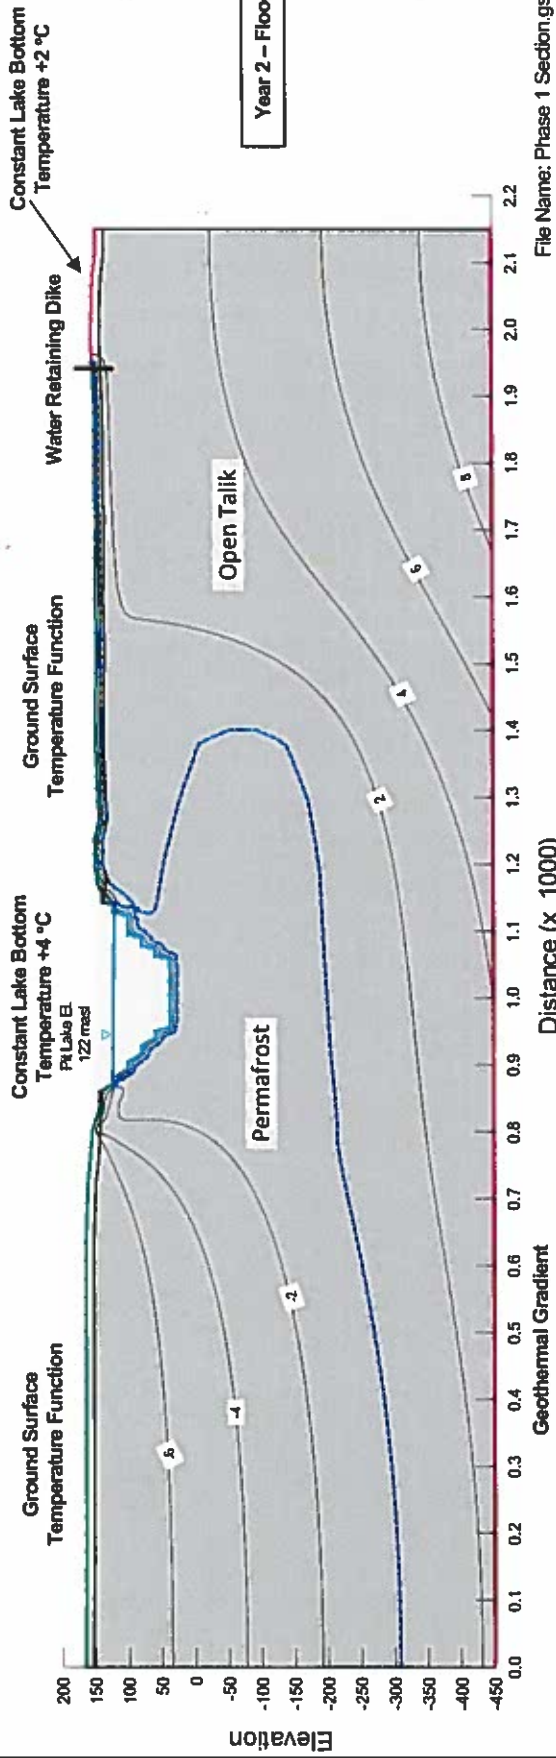 Ground Surface
Temperature Function
Constant Lake Bottom
Temperature +4 °C
Pit Lake El.
122 masl
Ground Surface
Temperature Function
Water Retaining Dike
Constant Lake Bottom
Temperature +2 °C
Year 2 – Floo
Elevation
200
150
100
50
0
-50
-100
-150
-200
-250
-300
-350
-400
-450
-6
-4
-2
2
4
6
8
Permafrost
Open Talik
0.0 0.1 0.2 0.3 0.4 0.5 0.6 0.7 0.8 0.9 1.0 1.1 1.2 1.3 1.4 1.5 1.6 1.7 1.8 1.9 2.0 2.1 2.2
Geothermal Gradient
Distance (x 1000)
File Name: Phase 1 Section.gs